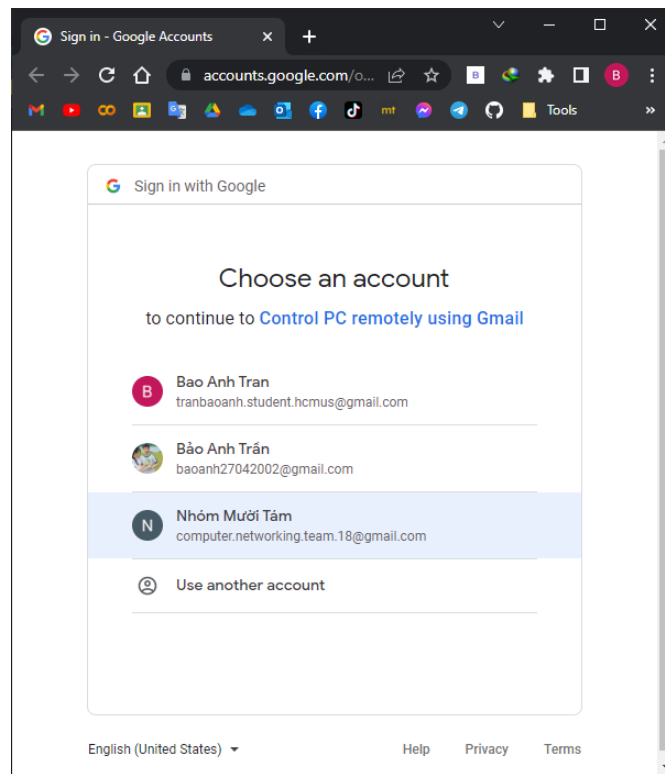 Sign in - Google Accounts
accounts.google.com/o...
B
B
mt
Tools
»
Sign in with Google
Choose an account
to continue to Control PC remotely using Gmail
B
Bao Anh Tran
tranbaoanh.student.hcmus@gmail.com
Bảo Anh Trần
baoanh27042002@gmail.com
N
Nhóm Mười Tám
computer.networking.team.18@gmail.com
Use another account
English (United States)
Help Privacy Terms